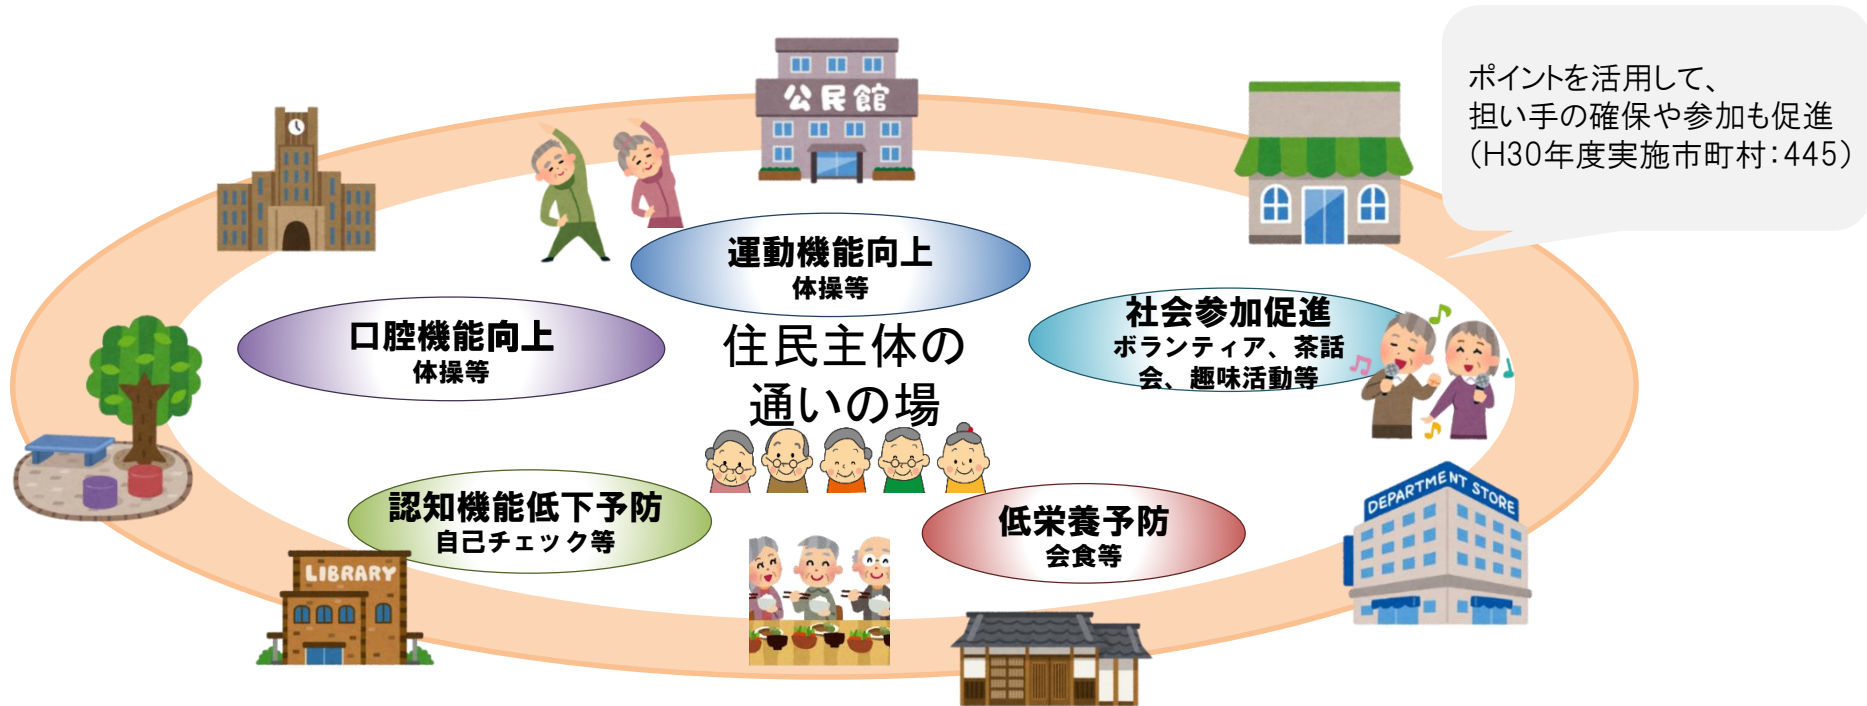 公民館
ポイントを活用して、
担い手の確保や参加も促進
（H30年度実施市町村：445）
運動機能向上
体操等
口腔機能向上
体操等
住民主体の
通いの場
社会参加促進
ボランティア、茶話
会、趣味活動等
認知機能低下予防
自己チェック等
低栄養予防
会食等
DEPARTMENT STORE
LIBRARY